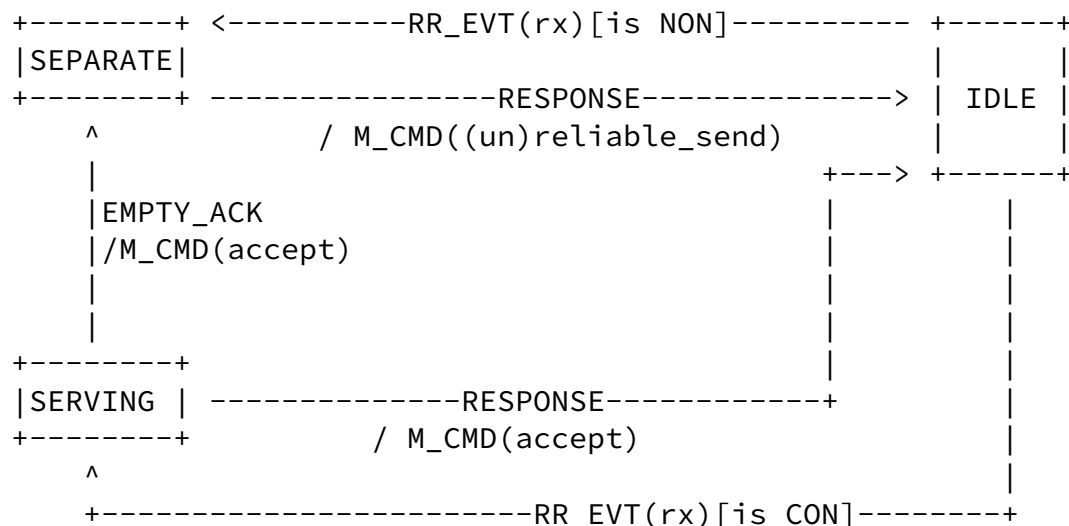 <----------RR_EVT(rx)[is NON]----------
SEPARATE
----------------RESPONSE--------------> IDLE
/ M_CMD((un)reliable_send)
EMPTY_ACK
/M_CMD(accept)
SERVING --------------RESPONSE------------+
/ M_CMD(accept)
+------------------------RR_EVT(rx)[is CON]--------+